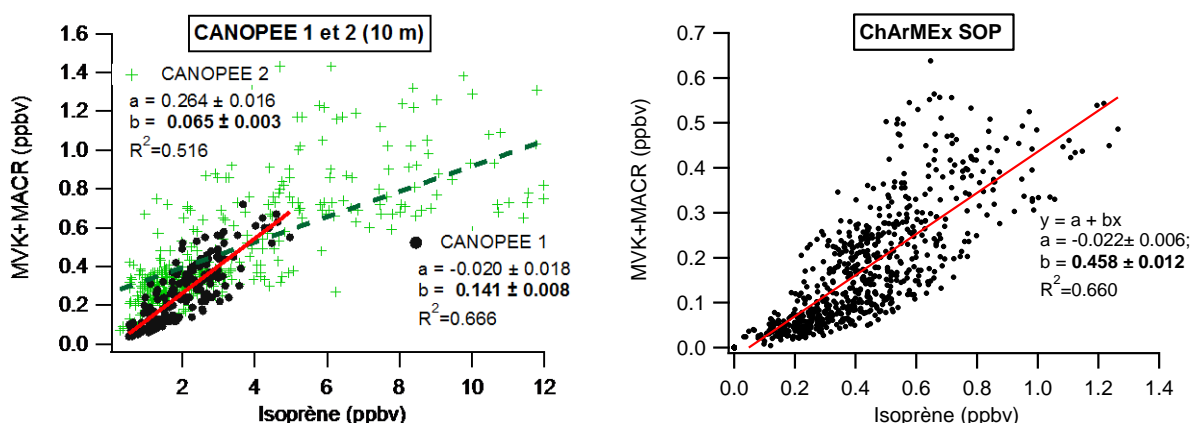 CANOPEE 1 et 2 (10 m)
MVK+MACR (ppbv)
1.6
1.4
1.2
1.0
0.8
0.6
0.4
0.2
0.0
CANOPEE 2
a = 0.264 ± 0.016
b = 0.065 ± 0.003
R²=0.516
CANOPEE 1
a = -0.020 ± 0.018
b = 0.141 ± 0.008
R²=0.666
2
4
6
8
10
12
Isoprène (ppbv)
ChArMEx SOP
MVK+MACR (ppbv)
0.7
0.6
0.5
0.4
0.3
0.2
0.1
0.0
y = a + bx
a = -0.022± 0.006;
b = 0.458 ± 0.012
R²=0.660
0.0
0.2
0.4
0.6
0.8
1.0
1.2
1.4
Isoprène (ppbv)